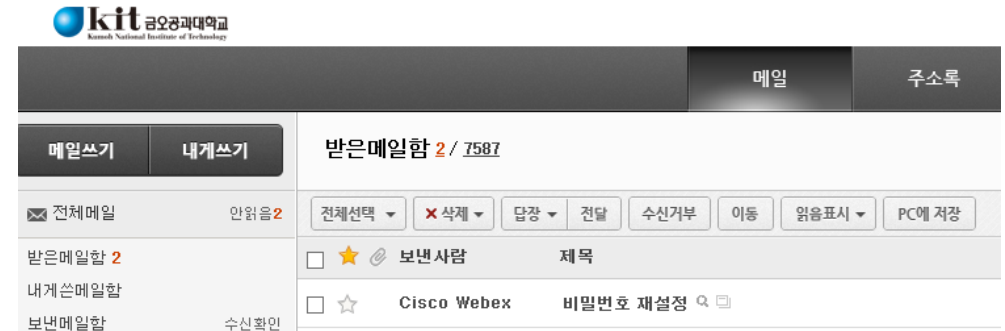 kit 금오공과대학교
Kumoh National Institute of Technology
메일 주소록
메일쓰기 내게쓰기
받은메일함 2 / 7587
전체메일 안읽음2
전체선택 삭제 답장 전달 수신거부 이동 읽음표시 PC에 저장
받은메일함 2
보낸사람 제목
내게쓴메일함
Cisco Webex 비밀번호 재설정
보낸메일함 수신확인